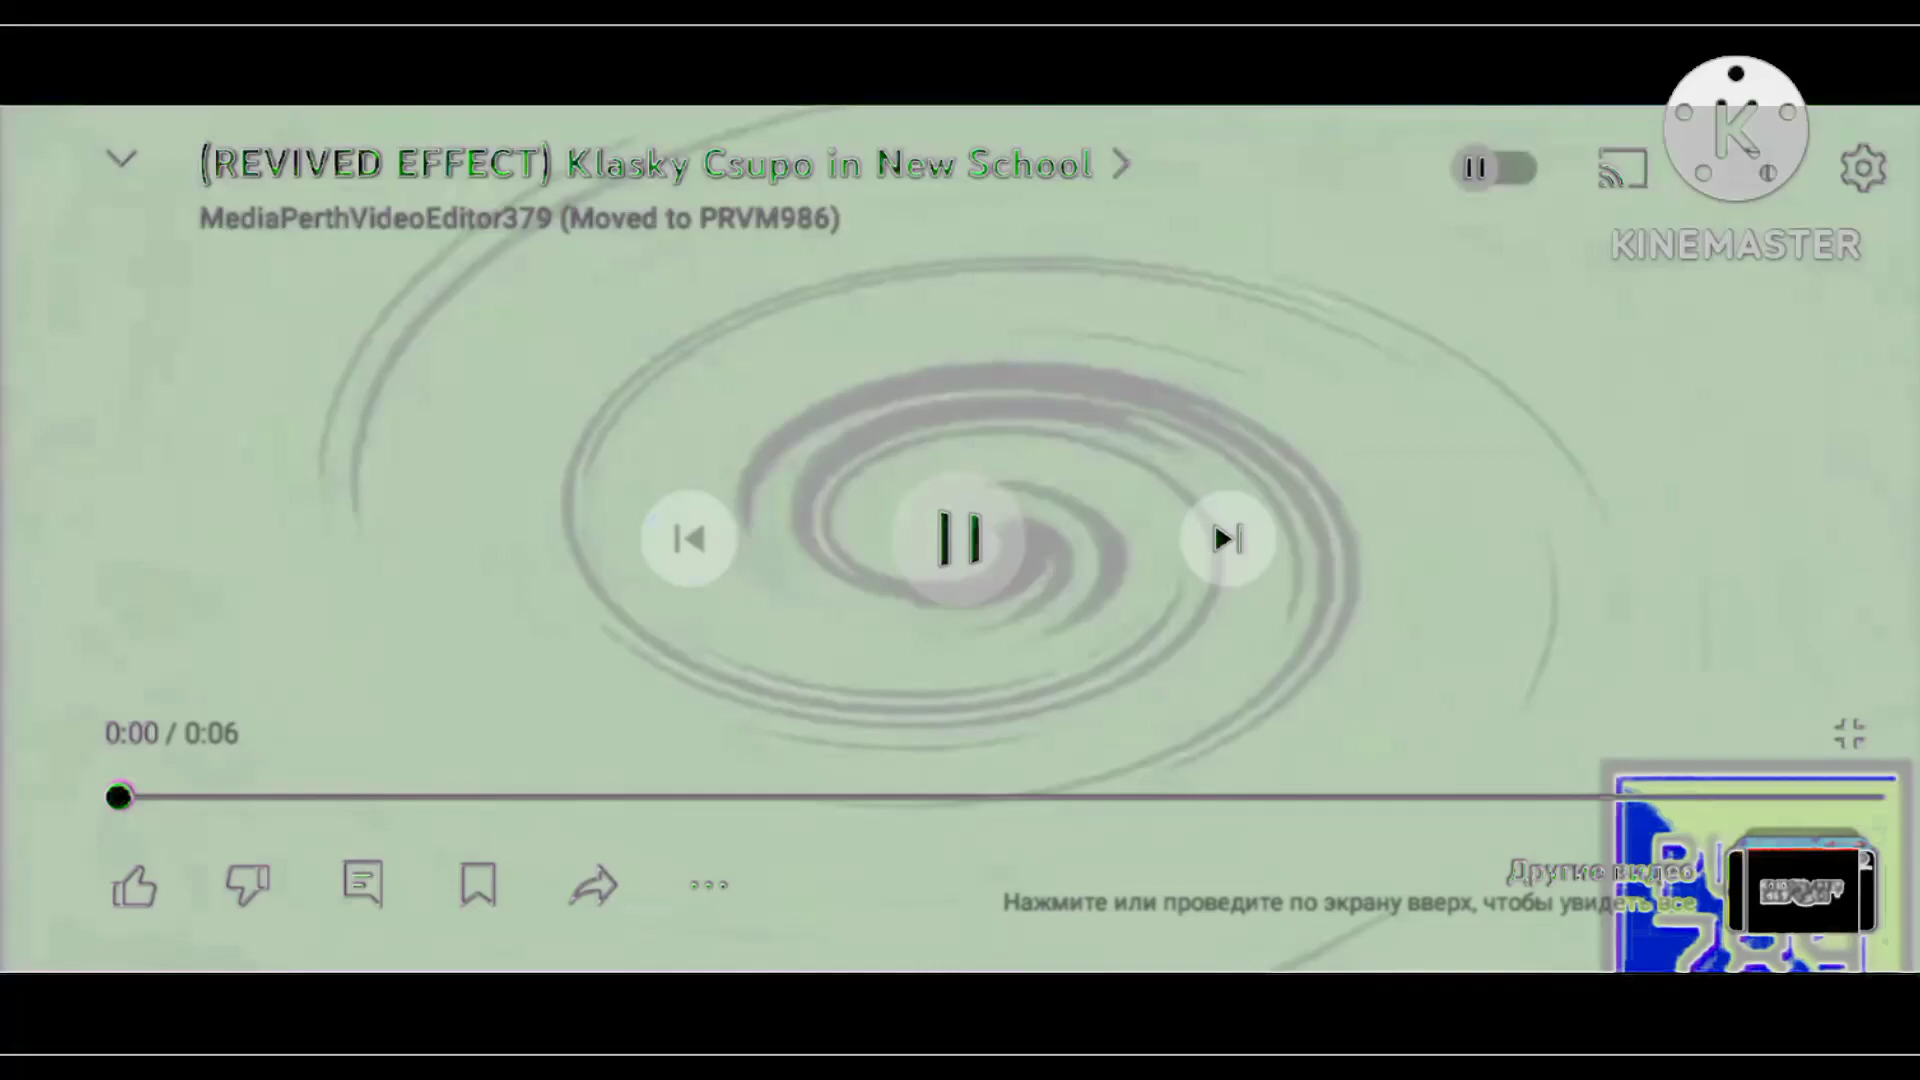 (REVIVED EFFECT) Klasky Csupo in New School
MediaPerthVideoEditor379 (Moved to PRVM986)
K
KINEMASTER
0:00 / 0:06
Другие видео
Нажмите или проведите по экрану вверх, чтобы увидеть все